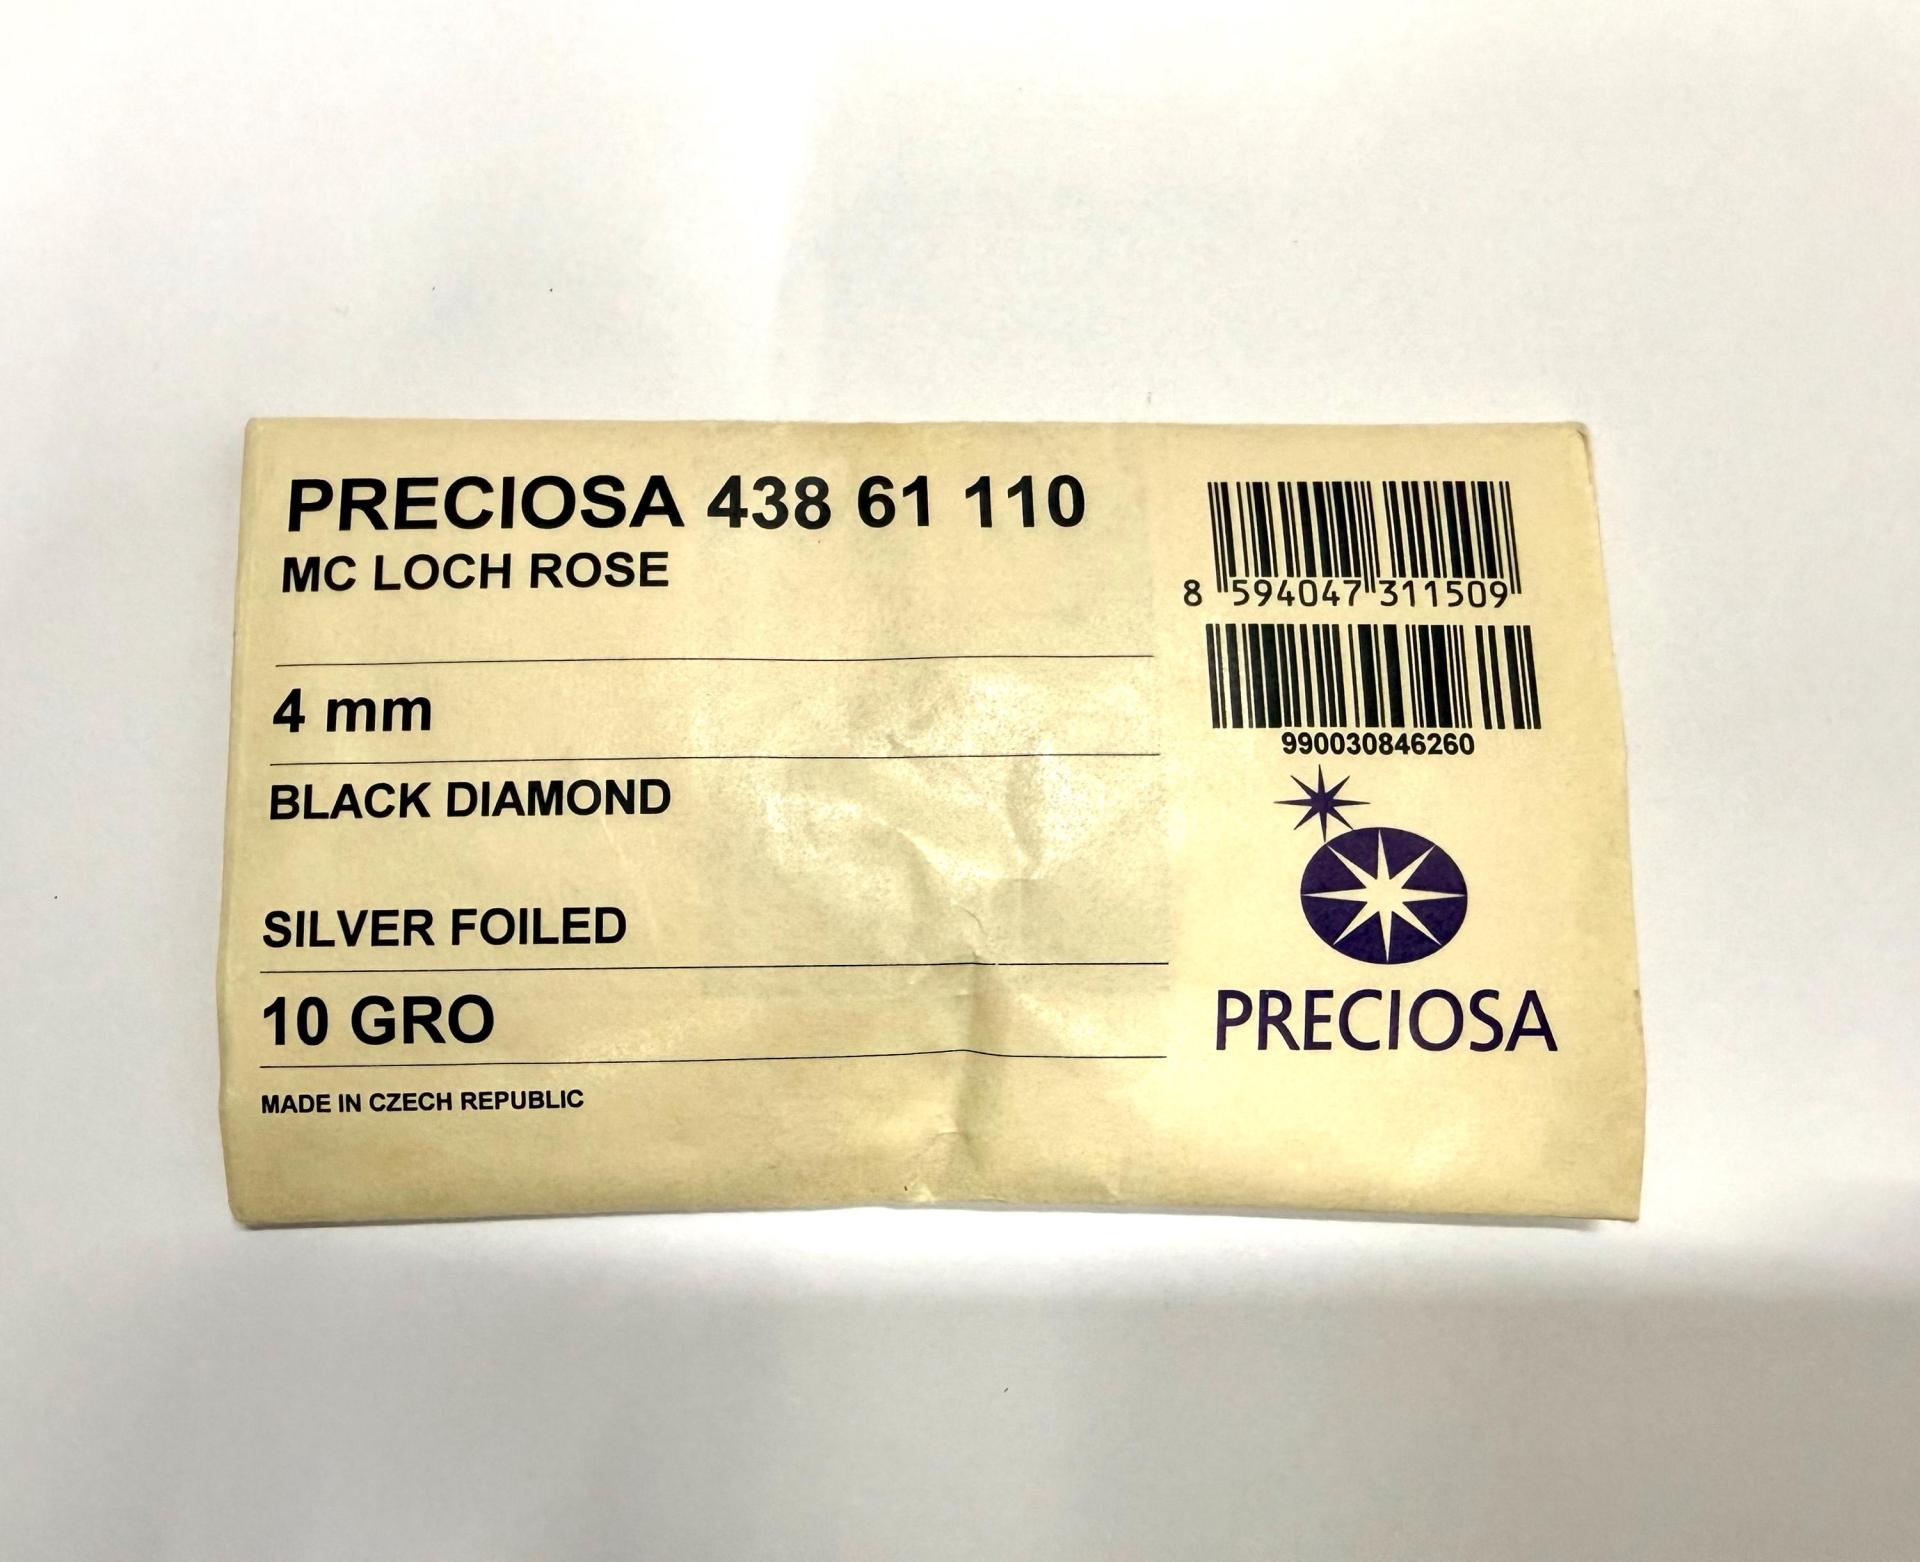 PRECIOSA 438 61 110
MC LOCH ROSE
4 mm
BLACK DIAMOND
SILVER FOILED
10 GRO
MADE IN CZECH REPUBLIC
8 594047 311509
990030846260
PRECIOSA